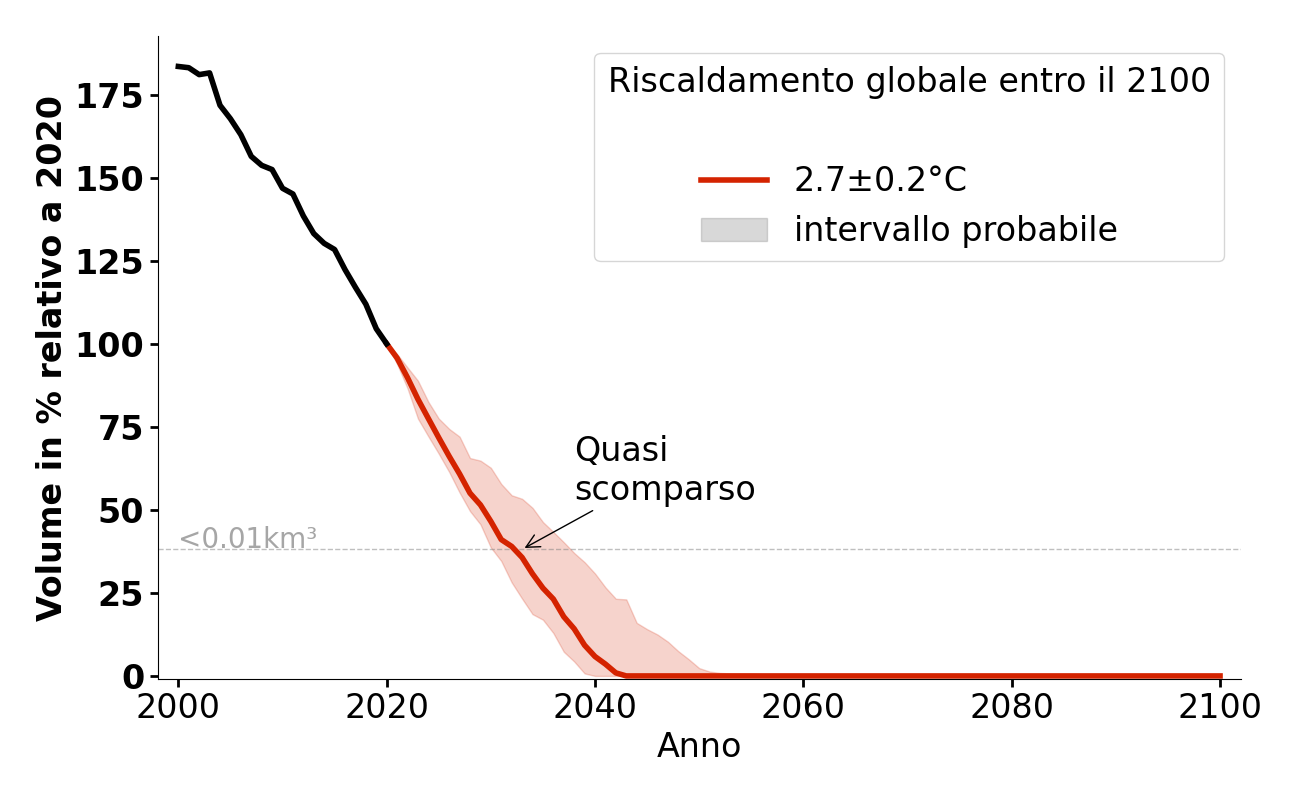 Volume in % relativo a 2020
175
150
125
100
75
50
25
0
Riscaldamento globale entro il 2100
2.7±0.2°C
intervallo probabile
Quasi
scomparso
<0.01km³
2000
2020
2040
2060
2080
2100
Anno